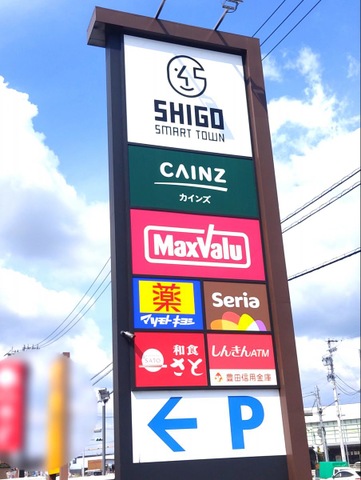 SHIGO
SMART TOWN
CAINZ
カインズ
MaxValu
薬
マツモトキヨシ
Seria
SATO
和食
さと
しんきんATM
豊田信用金庫
P